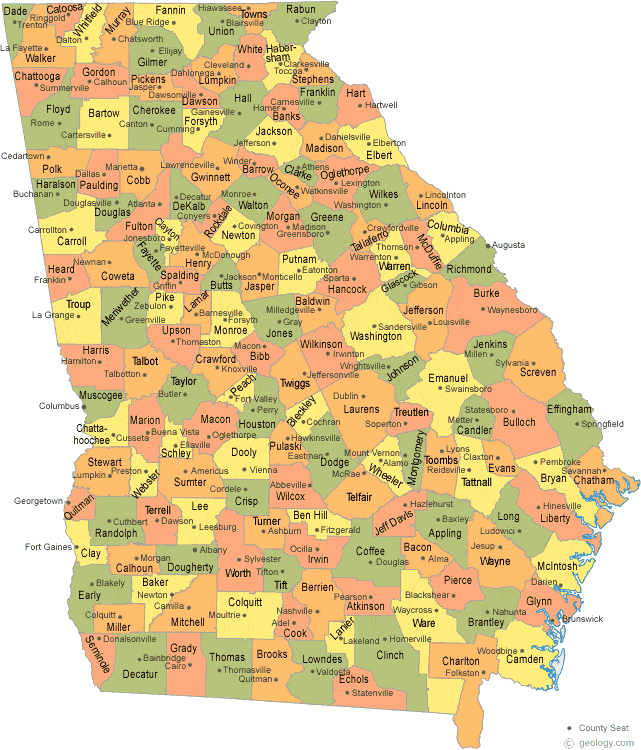 Dade
Catoosa
Ringgold
Trenton
Whitfield
Dalton
Murray
Chatsworth
Fannin
Blue Ridge
Hiawassee
Towns
Blairsville
Union
Rabun
Clayton
La Fayette
Walker
Ellijay
Gilmer
White
Cleveland
Haber-
sham
Clarkesville
Toccoa
Stephens
Chattooga
Summerville
Gordon
Calhoun
Pickens
Jasper
Dahlonega
Lumpkin
Dawsonville
Dawson
Hall
Gainesville
Homer
Banks
Carnesville
Franklin
Hart
Hartwell
Floyd
Rome
Bartow
Cartersville
Cherokee
Canton
Cumming
Forsyth
Jackson
Jefferson
Madison
Danielsville
Elberton
Elbert
Cedartown
Polk
Dallas
Paulding
Marietta
Cobb
Lawrenceville
Gwinnett
Winder
Barrow
Clarke
Athens
Oconee
Watkinsville
Oglethorpe
Lexington
Haralson
Buchanan
Douglasville
Douglas
Atlanta
Fulton
Decatur
DeKalb
Conyers
Rockdale
Monroe
Walton
Covington
Newton
Morgan
Madison
Greene
Greensboro
Wilkes
Washington
Lincolnton
Lincoln
Carrollton
Carroll
Jonesboro
Clayton
Fayetteville
Fayette
McDonough
Henry
Putnam
Eatonton
Taliaferro
Crawfordville
Warrenton
Warren
Thomson
McDuffie
Columbia
Appling
Augusta
Richmond
Heard
Franklin
Newnan
Coweta
Spalding
Griffin
Butts
Jackson
Monticello
Jasper
Sparta
Hancock
Glascock
Gibson
Troup
La Grange
Meriwether
Greenville
Pike
Zebulon
Lamar
Barnesville
Forsyth
Monroe
Milledgeville
Baldwin
Gray
Jones
Washington
Sandersville
Jefferson
Louisville
Burke
Waynesboro
Harris
Hamilton
Talbot
Talbotton
Upson
Thomaston
Crawford
Knoxville
Macon
Bibb
Wilkinson
Irwinton
Jeffersonville
Twiggs
Wrightsville
Johnson
Jenkins
Millen
Sylvania
Screven
Muscogee
Columbus
Taylor
Butler
Peach
Fort Valley
Perry
Houston
Bleckley
Cochran
Dublin
Laurens
Treutlen
Soperton
Emanuel
Swainsboro
Statesboro
Metter
Candler
Bulloch
Effingham
Springfield
Chatta-
hoochee
Cusseta
Marion
Buena Vista
Macon
Oglethorpe
Ellaville
Schley
Dooly
Vienna
Pulaski
Hawkinsville
Eastman
Dodge
McRae
Mount Vernon
Alamo
Wheeler
Montgomery
Lyons
Toombs
Reidsville
Claxton
Evans
Tattnall
Pembroke
Bryan
Savannah
Chatham
Stewart
Lumpkin
Preston
Webster
Americus
Sumter
Cordele
Crisp
Abbeville
Wilcox
Telfair
Georgetown
Quitman
Cuthbert
Randolph
Terrell
Dawson
Lee
Leesburg
Turner
Ashburn
Ben Hill
Fitzgerald
Jeff Davis
Hazlehurst
Baxley
Appling
Long
Ludowici
Hinesville
Liberty
Fort Gaines
Clay
Morgan
Calhoun
Albany
Dougherty
Worth
Sylvester
Tifton
Tift
Ocilla
Irwin
Coffee
Douglas
Bacon
Alma
Jesup
Wayne
McIntosh
Darien
Blakely
Early
Baker
Newton
Camilla
Mitchell
Colquitt
Moultrie
Berrien
Nashville
Pearson
Atkinson
Blackshear
Pierce
Waycross
Ware
Nahunta
Brantley
Glynn
Brunswick
Colquitt
Miller
Adel
Cook
Lanier
Lakeland
Homerville
Clinch
Seminole
Donalsonville
Bainbridge
Decatur
Grady
Cairo
Thomas
Thomasville
Brooks
Quitman
Lowndes
Valdosta
Echols
Statenville
Charlton
Folkston
Woodbine
Camden
County Seat
© geology.com